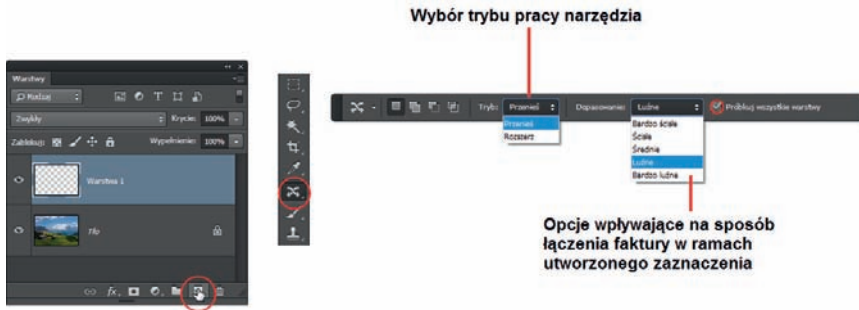 Wybór trybu pracy narzędzia
Warstwy
Rodzaj
Zwykły
Krycie: 100%
Zablokuj:
Wypełnienie: 100%
Warstwa 1
Tło
fx
Tryb: Przenieś
Dopasowanie: Luźne
Próbkuj wszystkie warstwy
Przenieś
Rozszerz
Bardzo ścisłe
Ścisłe
Średnie
Luźne
Bardzo luźne
Opcje wpływające na sposób
łączenia faktury w ramach
utworzonego zaznaczenia